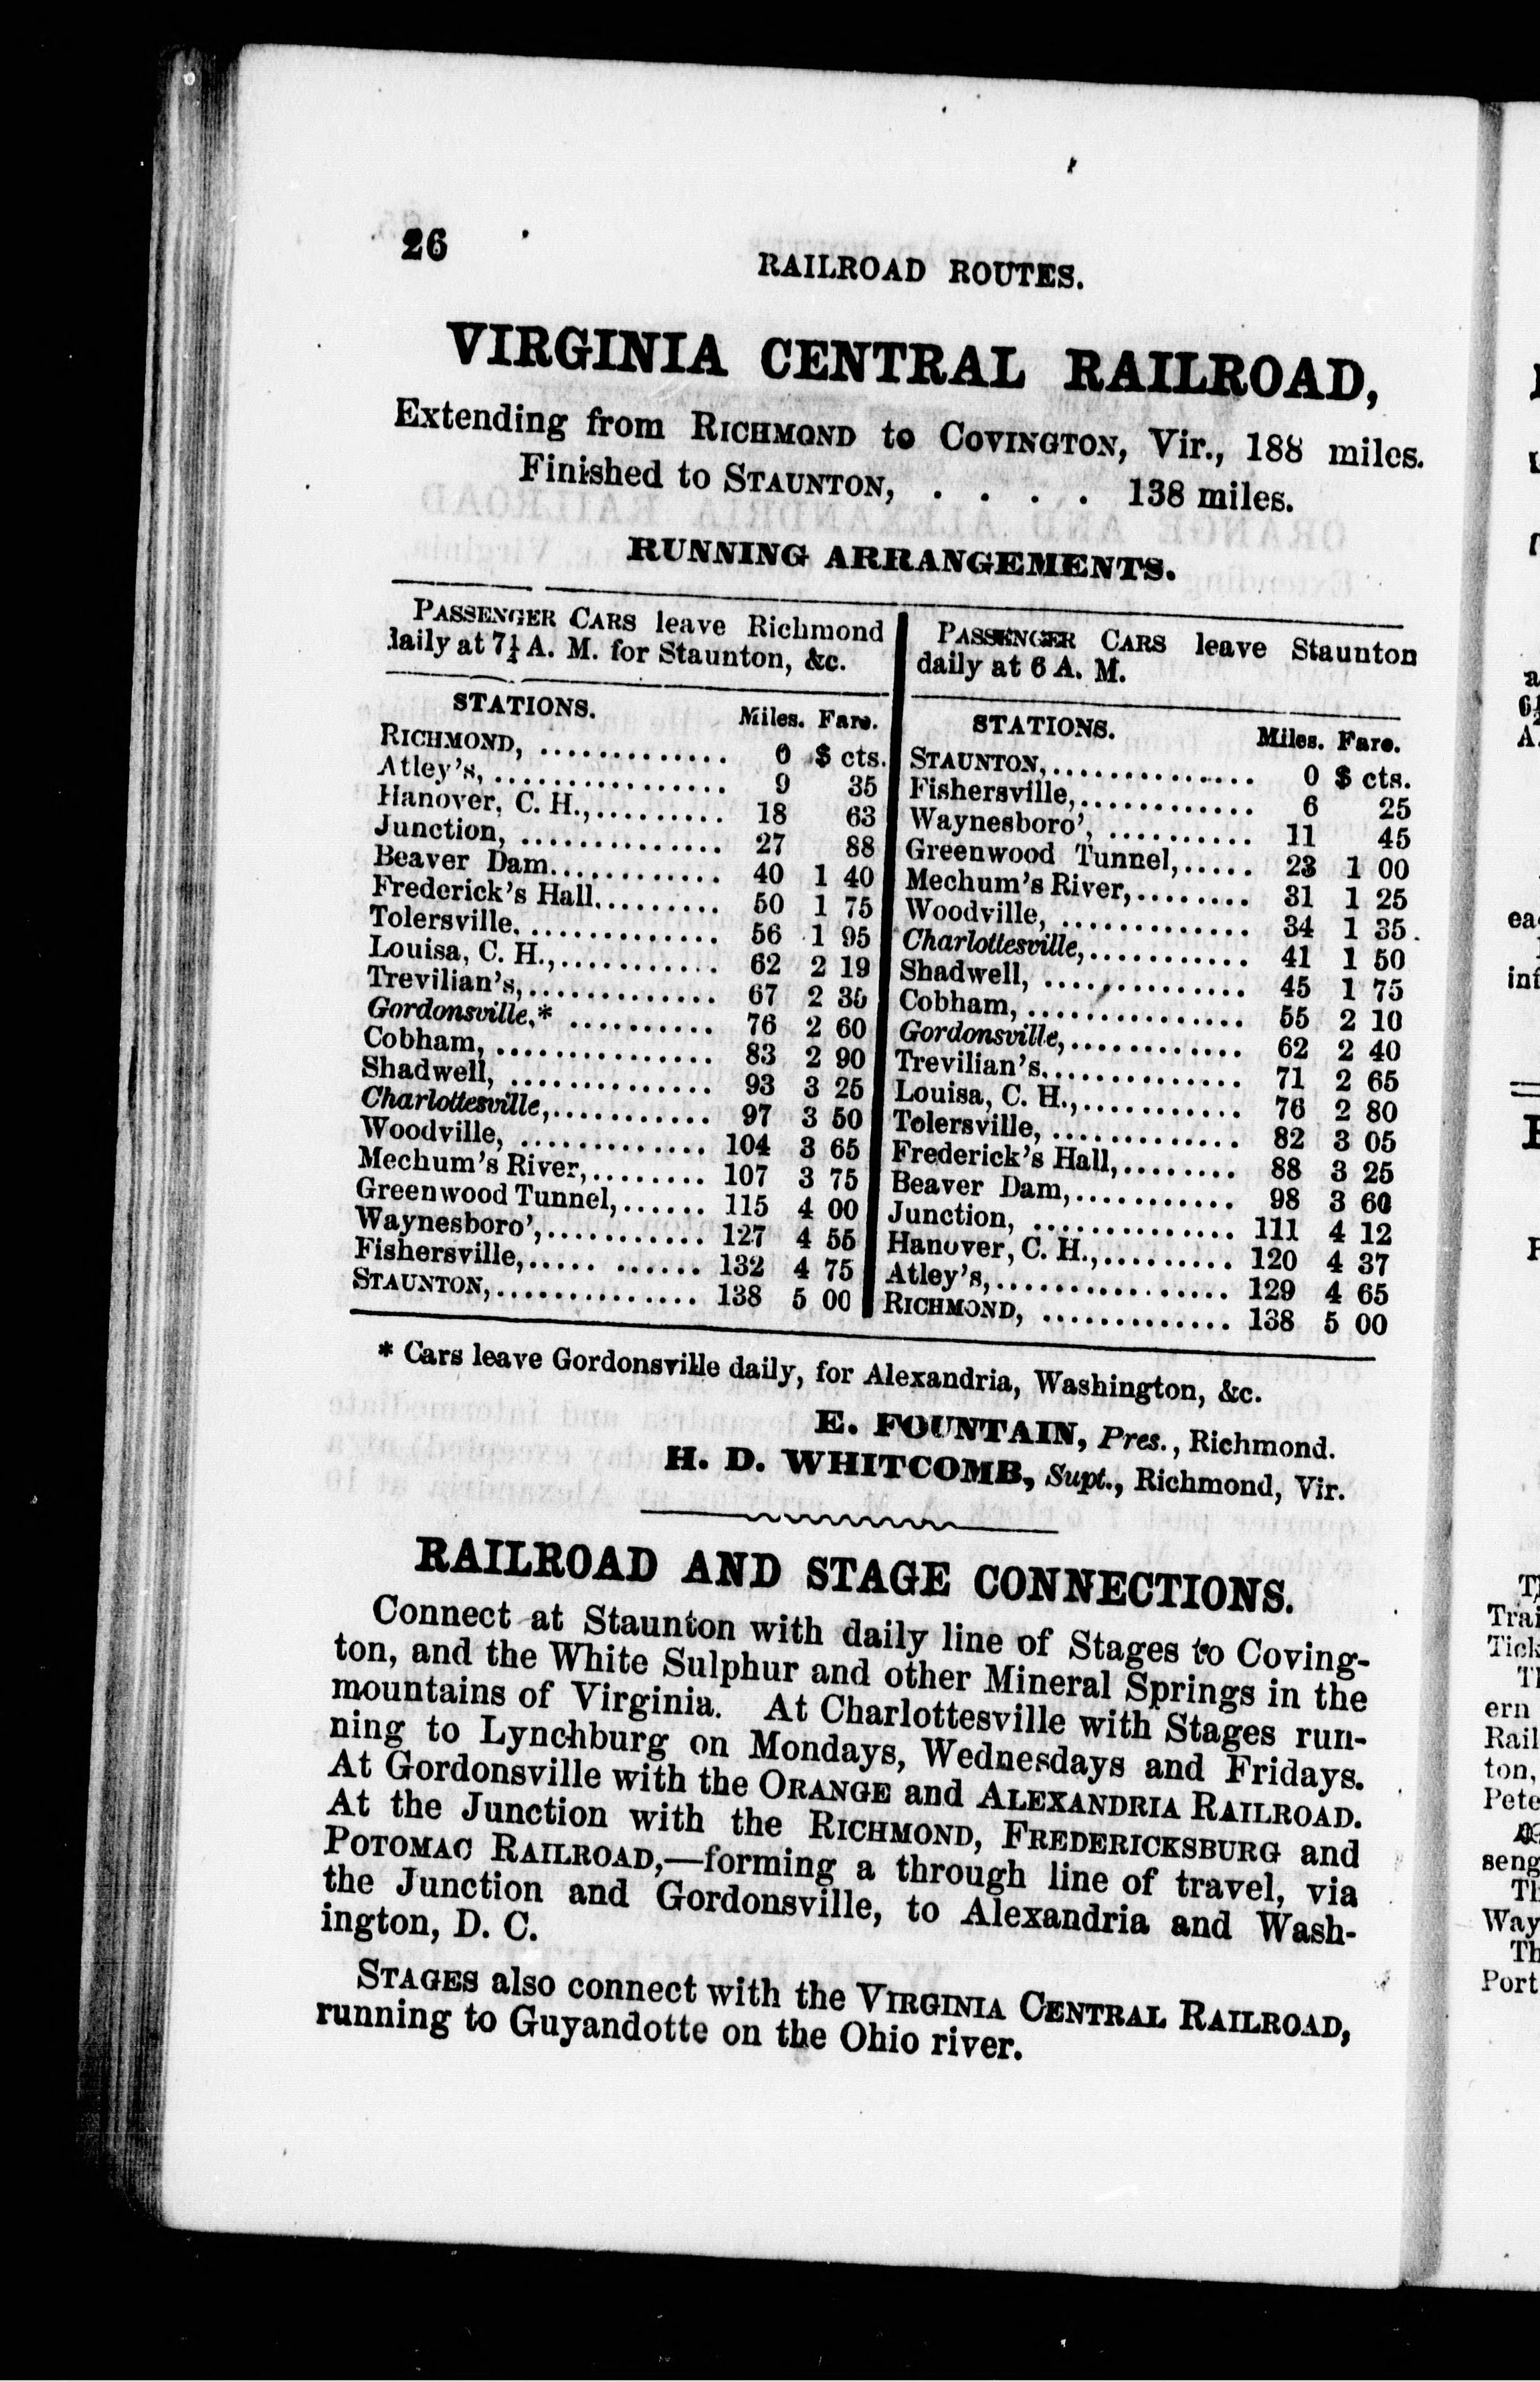 26
RAILROAD ROUTES.
VIRGINIA CENTRAL RAILROAD,
Extending from RICHMOND to COVINGTON, Vir., 188 miles.
Finished to STAUNTON, . . . . 138 miles.
RUNNING ARRANGEMENTS.
PASSENGER CARS leave Richmond
daily at 7½ A. M. for Staunton, &c.
STATIONS. Miles. Fare.
RICHMOND, .............. 0 $ cts.
Atley's, ................ 9 35
Hanover, C. H., ......... 18 63
Junction, ............... 27 88
Beaver Dam............. 40 1 40
Frederick's Hall.......... 50 1 75
Tolersville............... 56 1 95
Louisa, C. H., ........... 62 2 19
Trevilian's, .............. 67 2 35
Gordonsville,* .......... 76 2 60
Cobham, ................ 83 2 90
Shadwell, ............... 93 3 25
Charlottesville, ........... 97 3 50
Woodville, .............. 104 3 65
Mechum's River, ........ 107 3 75
Greenwood Tunnel, ...... 115 4 00
Waynesboro', ............ 127 4 55
Fishersville, ..... ...... 132 4 75
STAUNTON, ............... 138 5 00
PASSENGER CARS leave Staunton
daily at 6 A. M.
STATIONS. Miles. Fare.
STAUNTON, ............... 0 $ cts.
Fishersville, ............. 6 25
Waynesboro', ........... 11 45
Greenwood Tunnel, ..... 23 1 00
Mechum's River, ........ 31 1 25
Woodville, .............. 34 1 35
Charlottesville, ............ 41 1 50
Shadwell, ............... 45 1 75
Cobham, ................ 55 2 10
Gordonsville, ............. 62 2 40
Trevilian's............... 71 2 65
Louisa, C. H., ............ 76 2 80
Tolersville, .............. 82 3 05
Frederick's Hall, ......... 88 3 25
Beaver Dam, ............ 98 3 60
Junction, ............... 111 4 12
Hanover, C. H., .......... 120 4 37
Atley's, ................. 129 4 65
RICHMOND, ............. 138 5 00
* Cars leave Gordonsville daily, for Alexandria, Washington, &c.
E. FOUNTAIN, Pres., Richmond.
H. D. WHITCOMB, Supt., Richmond, Vir.
RAILROAD AND STAGE CONNECTIONS.
Connect at Staunton with daily line of Stages to Coving-
ton, and the White Sulphur and other Mineral Springs in the
mountains of Virginia. At Charlottesville with Stages run-
ning to Lynchburg on Mondays, Wednesdays and Fridays.
At Gordonsville with the ORANGE and ALEXANDRIA RAILROAD.
At the Junction with the RICHMOND, FREDERICKSBURG and
POTOMAC RAILROAD,—forming a through line of travel, via
the Junction and Gordonsville, to Alexandria and Wash-
ington, D. C.
STAGES also connect with the VIRGINIA CENTRAL RAILROAD,
running to Guyandotte on the Ohio river.